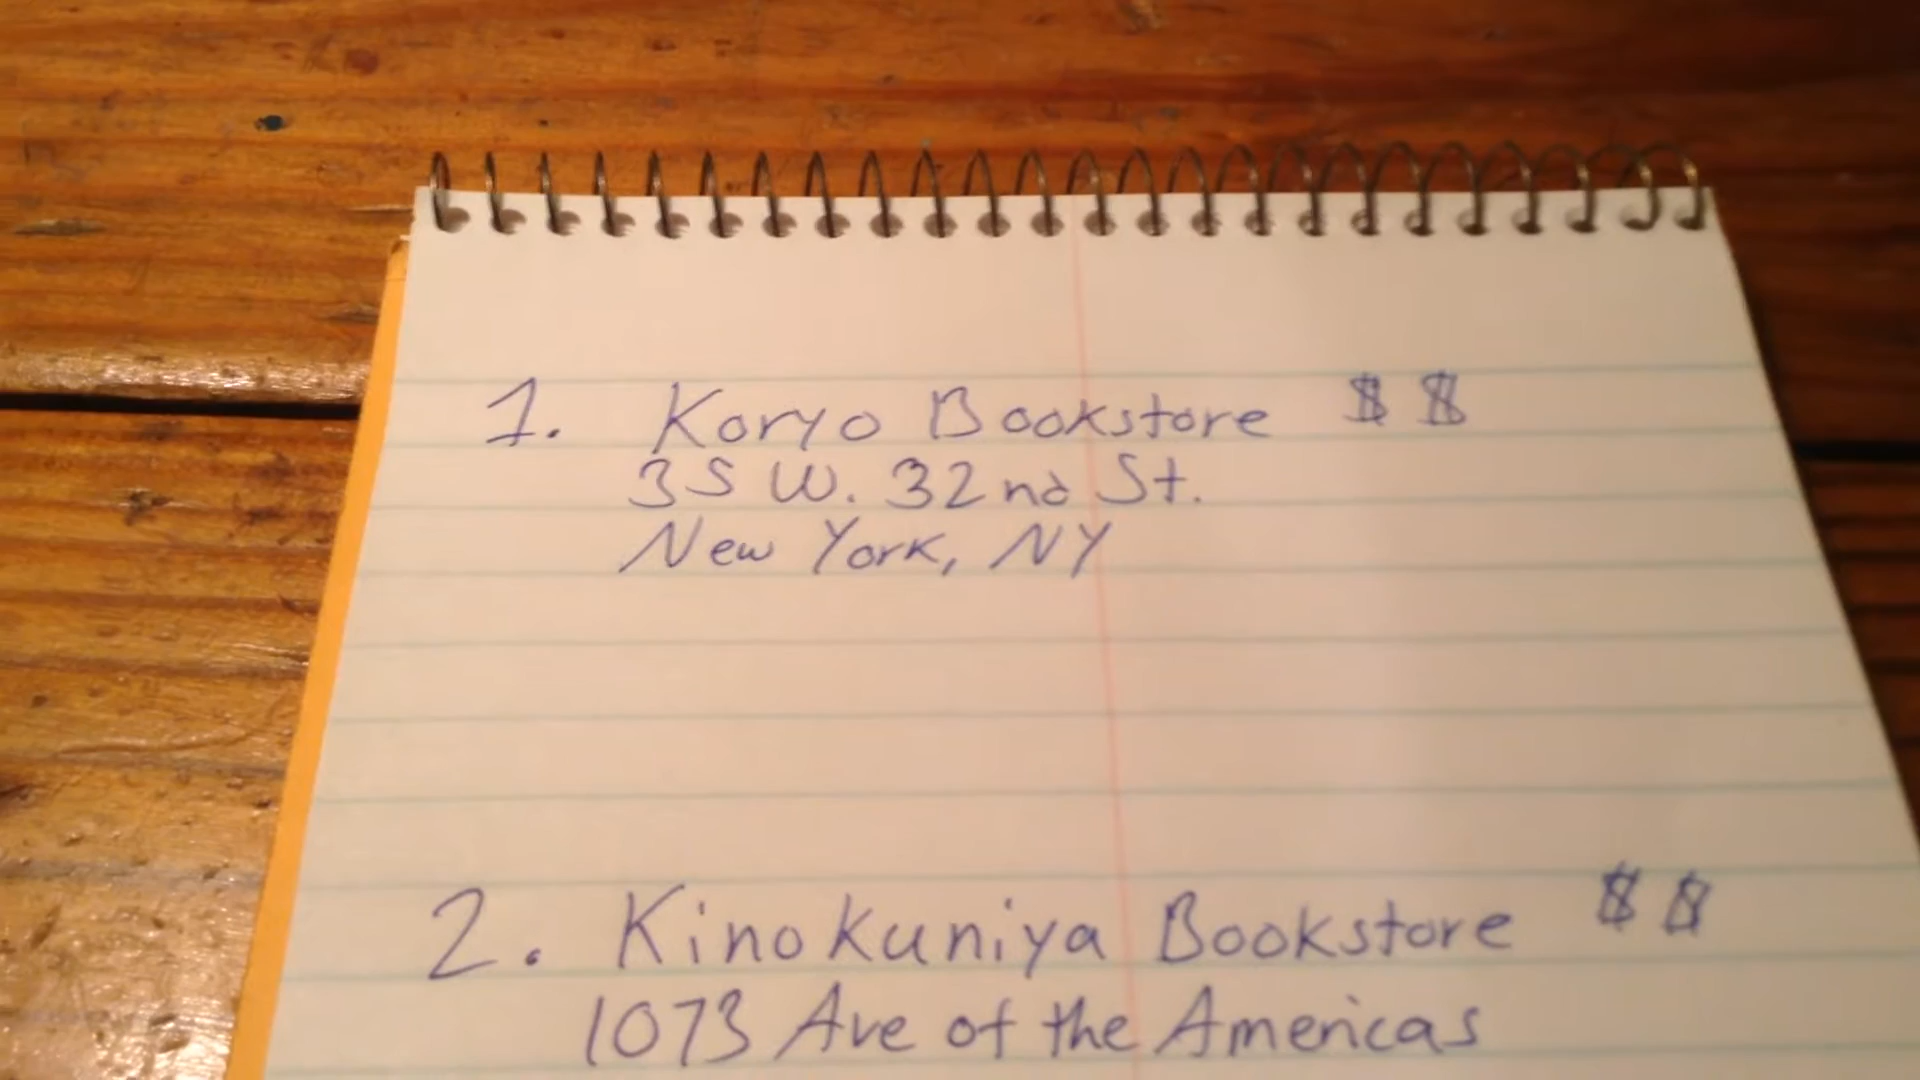 1. Koryo Bookstore $ $
35 W. 32nd St.
New York, NY
2. Kinokuniya Bookstore $ $
1073 Ave of the Americas